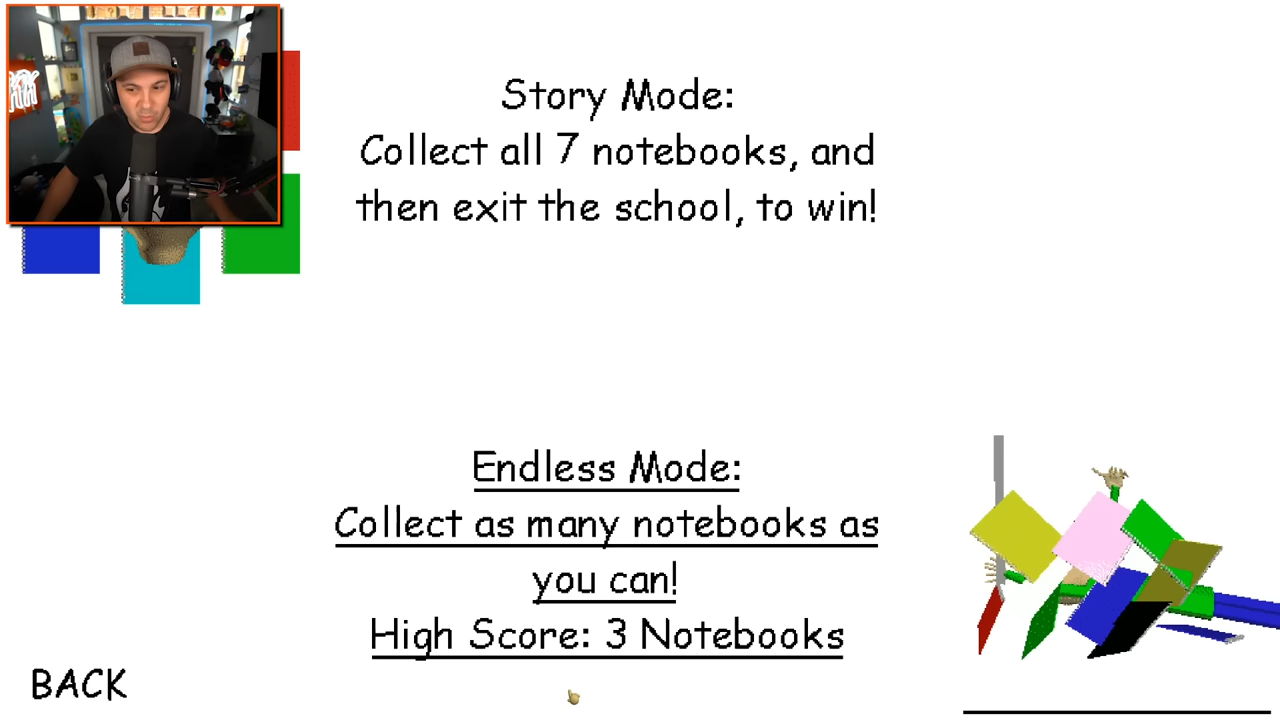 Story Mode:
Collect all 7 notebooks, and
then exit the school, to win!
Endless Mode:
Collect as many notebooks as
you can!
High Score: 3 Notebooks
BACK